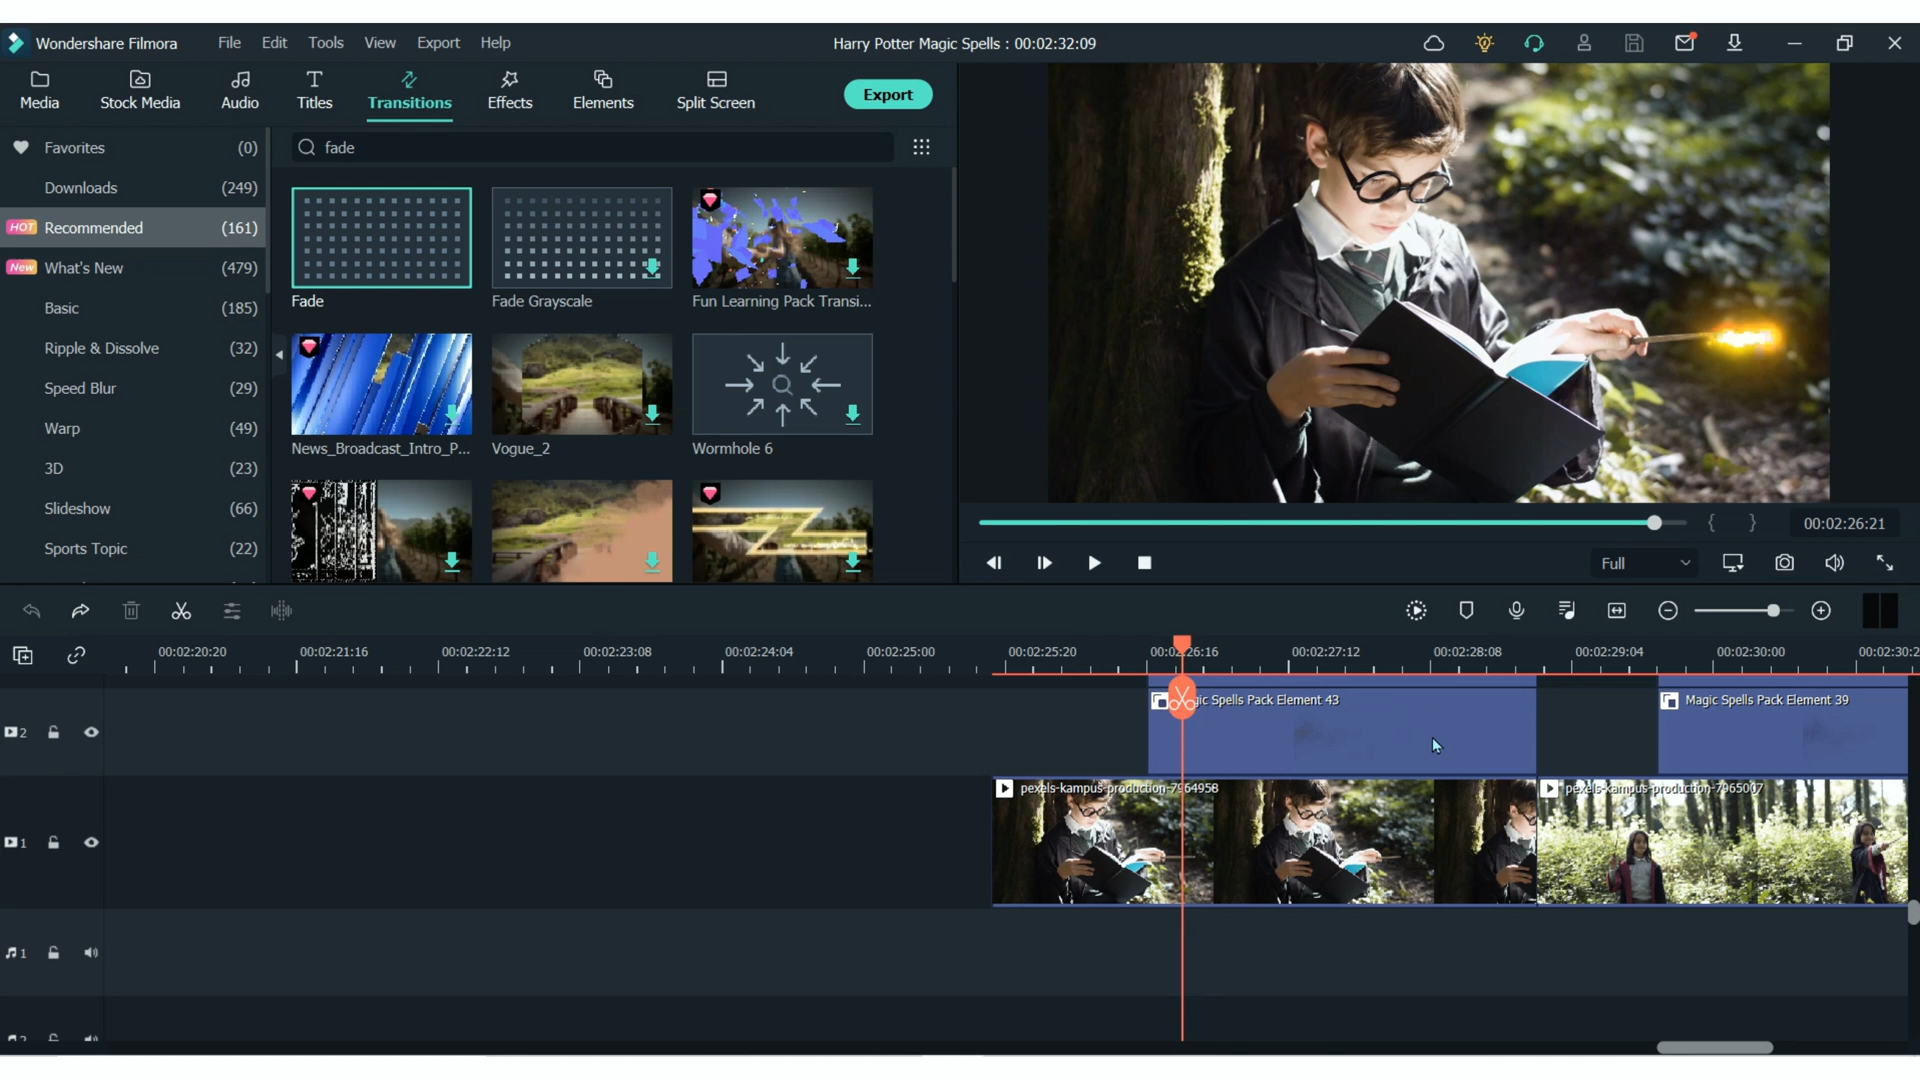 Wondershare Filmora File Edit Tools View Export Help Harry Potter Magic Spells : 00:02:32:09
Media Stock Media Audio Titles Transitions Effects Elements Split Screen Export
Favorites (0)
Downloads (249)
HOT Recommended (161)
New What's New (479)
Basic (185)
Ripple & Dissolve (32)
Speed Blur (29)
Warp (49)
3D (23)
Slideshow (66)
Sports Topic (22)
fade
Fade Fade Grayscale Fun Learning Pack Transi...
News_Broadcast_Intro_P... Vogue_2 Wormhole 6
{ } 00:02:26:21
Full
00:02:20:20 00:02:21:16 00:02:22:12 00:02:23:08 00:02:24:04 00:02:25:00 00:02:25:20 00:02:26:16 00:02:27:12 00:02:28:08 00:02:29:04 00:02:30:00 00:02:30:2
gic Spells Pack Element 43 Magic Spells Pack Element 39
2
pexels-kampus-production-7964958 pexels-kampus-production-7965007
1
1
2